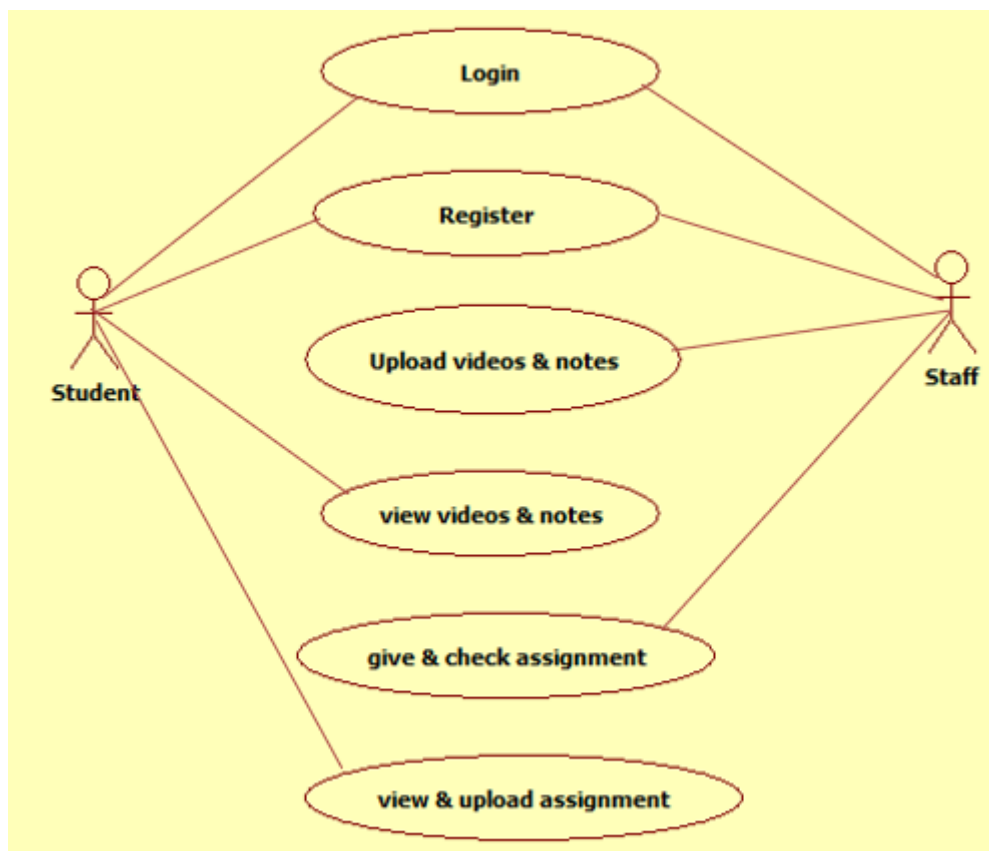 Login
Register
Upload videos & notes
Student
Staff
view videos & notes
give & check assignment
view & upload assignment